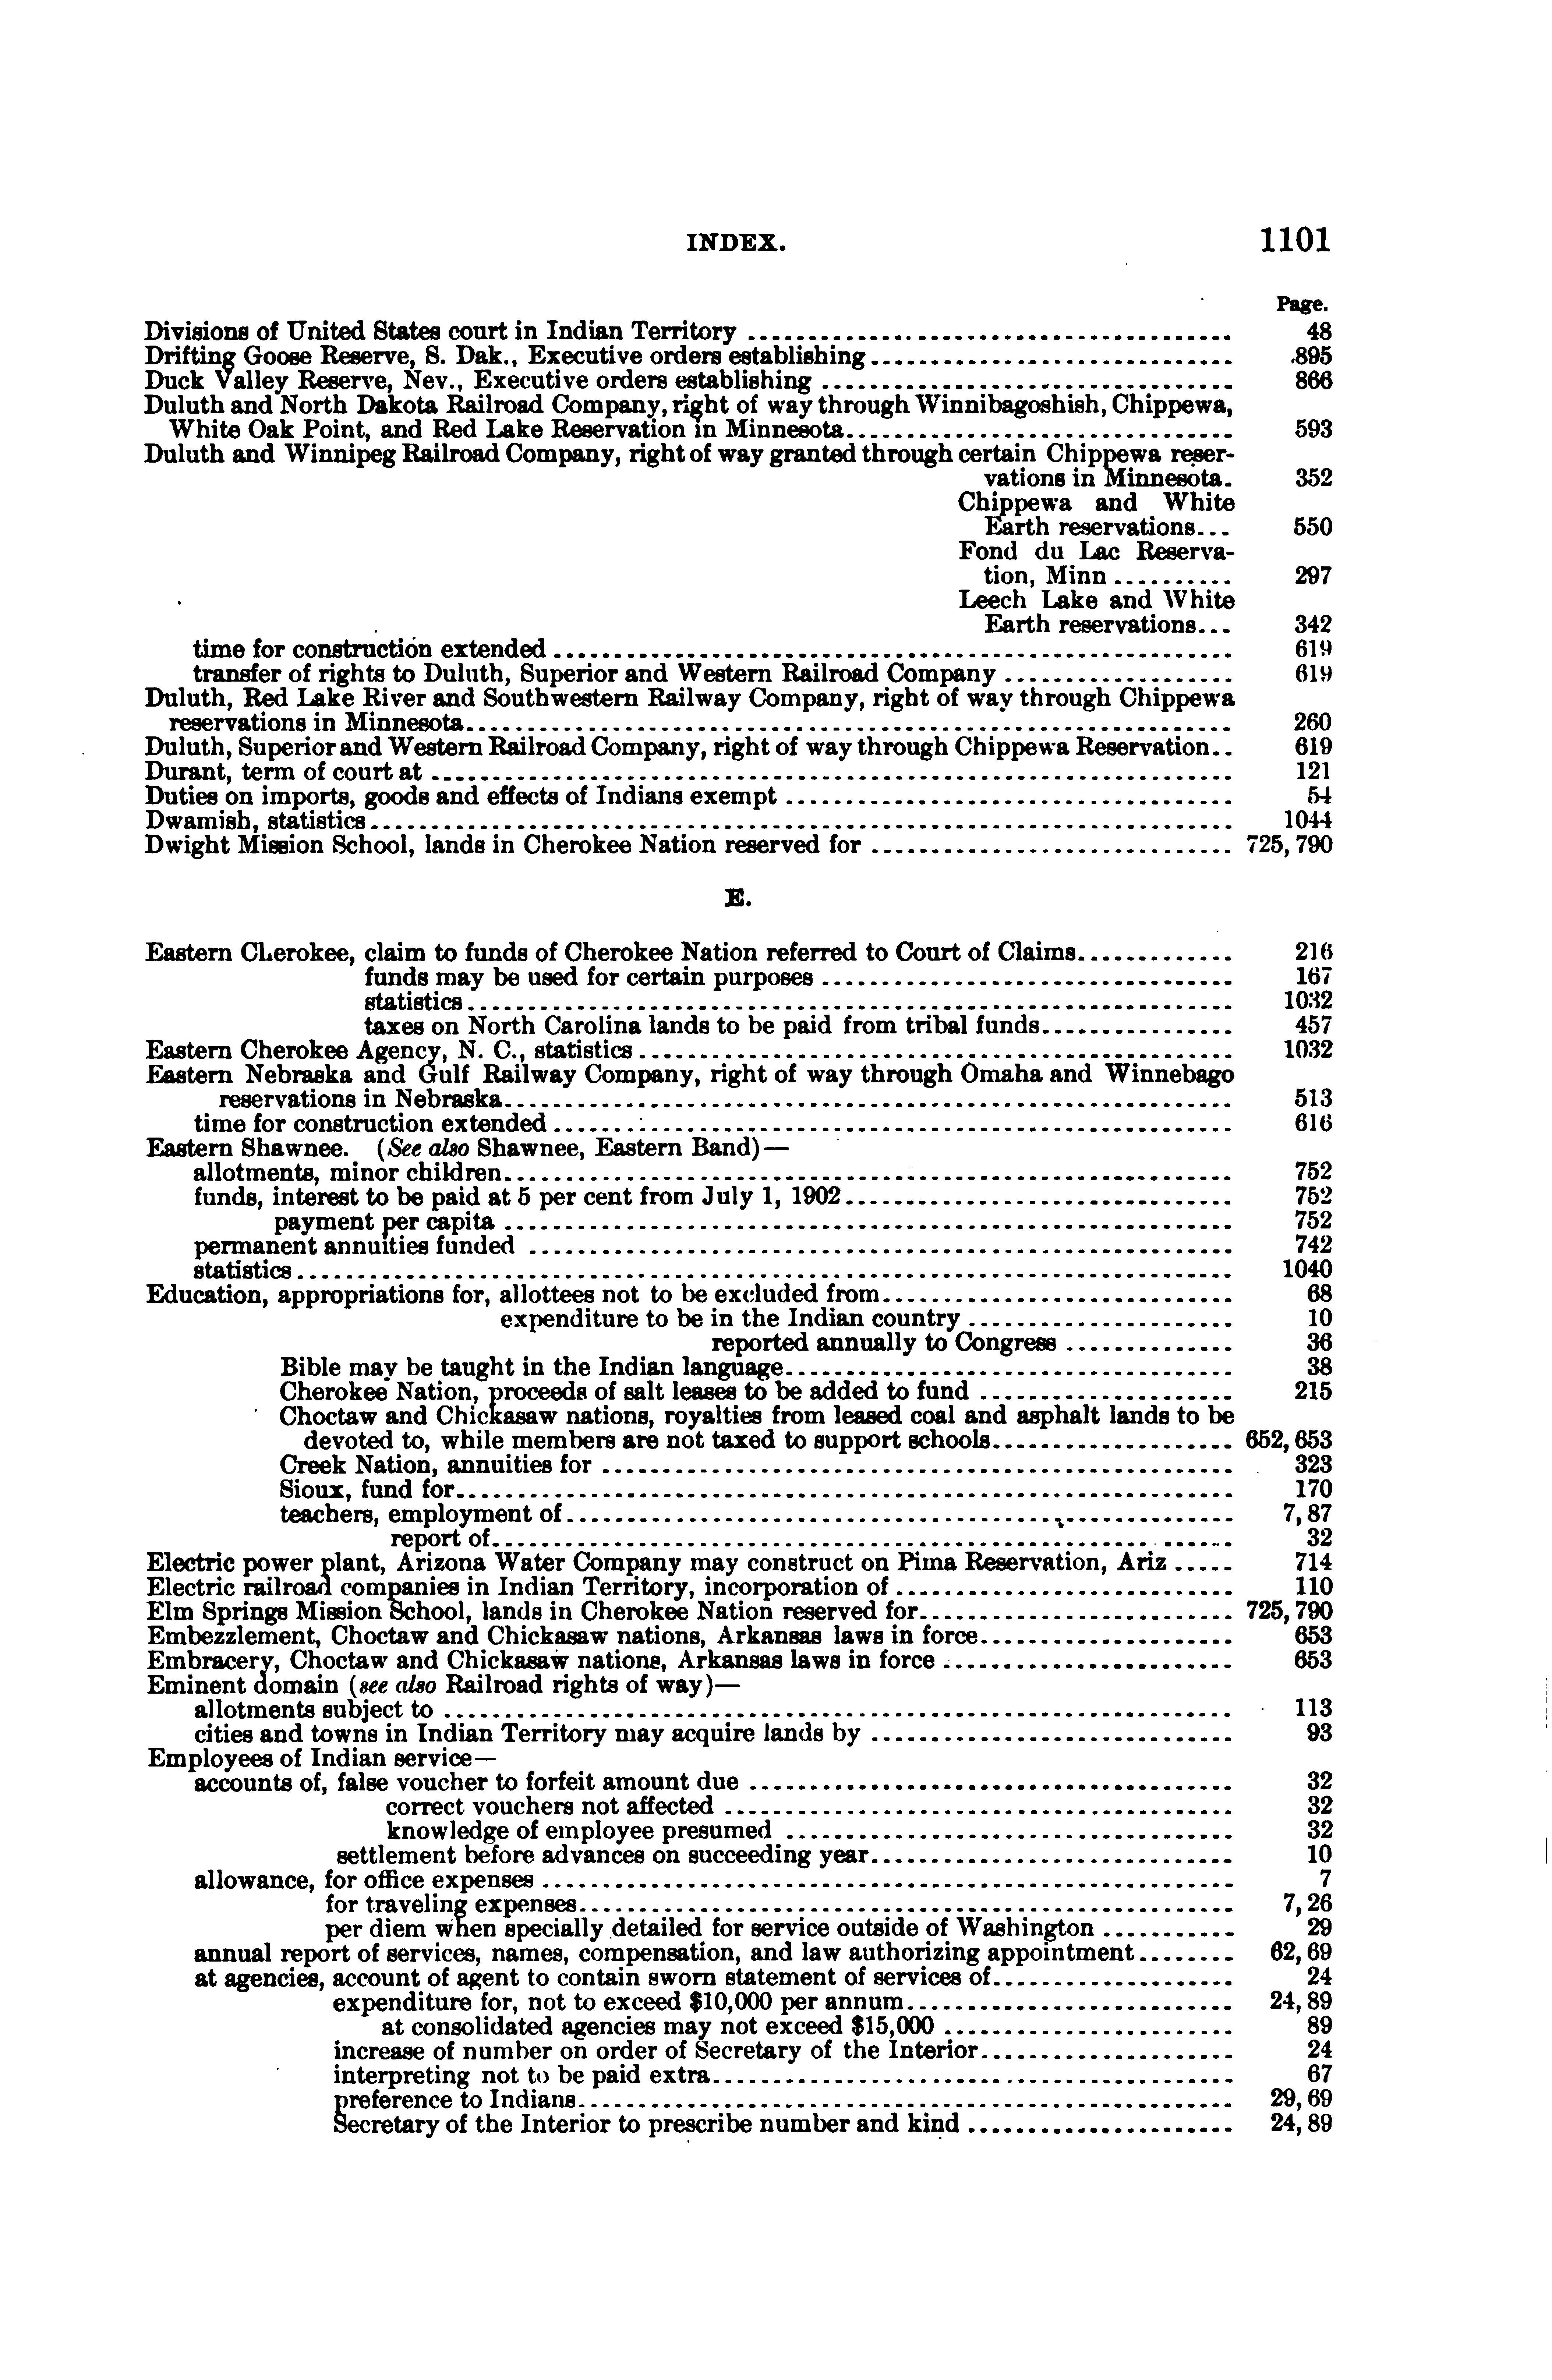 INDEX. 1101
Page.
Divisions of United States court in Indian Territory ........ 48
Drifting Goose Reserve, S. Dak., Executive orders establishing ........ 895
Duck Valley Reserve, Nev., Executive orders establishing ........ 866
Duluth and North Dakota Railroad Company, right of way through Winnibagoshish, Chippewa,
White Oak Point, and Red Lake Reservation in Minnesota ........ 593
Duluth and Winnipeg Railroad Company, right of way granted through certain Chippewa reser-
vations in Minnesota. 352
Chippewa and White
Earth reservations... 550
Fond du Lac Reserva-
tion, Minn ........ 297
Leech Lake and White
Earth reservations... 342
time for construction extended ........ 619
transfer of rights to Duluth, Superior and Western Railroad Company ........ 619
Duluth, Red Lake River and Southwestern Railway Company, right of way through Chippewa
reservations in Minnesota ........ 260
Duluth, Superior and Western Railroad Company, right of way through Chippewa Reservation.. 619
Durant, term of court at ........ 121
Duties on imports, goods and effects of Indians exempt ........ 54
Dwamish, statistics ........ 1044
Dwight Mission School, lands in Cherokee Nation reserved for ........ 725, 790
E.
Eastern Cherokee, claim to funds of Cherokee Nation referred to Court of Claims ........ 216
funds may be used for certain purposes ........ 167
statistics ........ 1032
taxes on North Carolina lands to be paid from tribal funds ........ 457
Eastern Cherokee Agency, N. C., statistics ........ 1032
Eastern Nebraska and Gulf Railway Company, right of way through Omaha and Winnebago
reservations in Nebraska ........ 513
time for construction extended ........ 616
Eastern Shawnee. (See also Shawnee, Eastern Band)—
allotments, minor children ........ 752
funds, interest to be paid at 5 per cent from July 1, 1902 ........ 752
payment per capita ........ 752
permanent annuities funded ........ 742
statistics ........ 1040
Education, appropriations for, allottees not to be excluded from ........ 68
expenditure to be in the Indian country ........ 10
reported annually to Congress ........ 36
Bible may be taught in the Indian language ........ 38
Cherokee Nation, proceeds of salt leases to be added to fund ........ 215
Choctaw and Chickasaw nations, royalties from leased coal and asphalt lands to be
devoted to, while members are not taxed to support schools ........ 652, 653
Creek Nation, annuities for ........ 323
Sioux, fund for ........ 170
teachers, employment of ........ 7, 87
report of ........ 32
Electric power plant, Arizona Water Company may construct on Pima Reservation, Ariz ..... 714
Electric railroad companies in Indian Territory, incorporation of ........ 110
Elm Springs Mission School, lands in Cherokee Nation reserved for ........ 725, 790
Embezzlement, Choctaw and Chickasaw nations, Arkansas laws in force ........ 653
Embracery, Choctaw and Chickasaw nations, Arkansas laws in force ........ 653
Eminent domain (see also Railroad rights of way)—
allotments subject to ........ 113
cities and towns in Indian Territory may acquire lands by ........ 93
Employees of Indian service—
accounts of, false voucher to forfeit amount due ........ 32
correct vouchers not affected ........ 32
knowledge of employee presumed ........ 32
settlement before advances on succeeding year ........ 10
allowance, for office expenses ........ 7
for traveling expenses ........ 7, 26
per diem when specially detailed for service outside of Washington ........ 29
annual report of services, names, compensation, and law authorizing appointment ........ 62, 69
at agencies, account of agent to contain sworn statement of services of ........ 24
expenditure for, not to exceed $10,000 per annum ........ 24, 89
at consolidated agencies may not exceed $15,000 ........ 89
increase of number on order of Secretary of the Interior ........ 24
interpreting not to be paid extra ........ 67
preference to Indians ........ 29, 69
Secretary of the Interior to prescribe number and kind ........ 24, 89